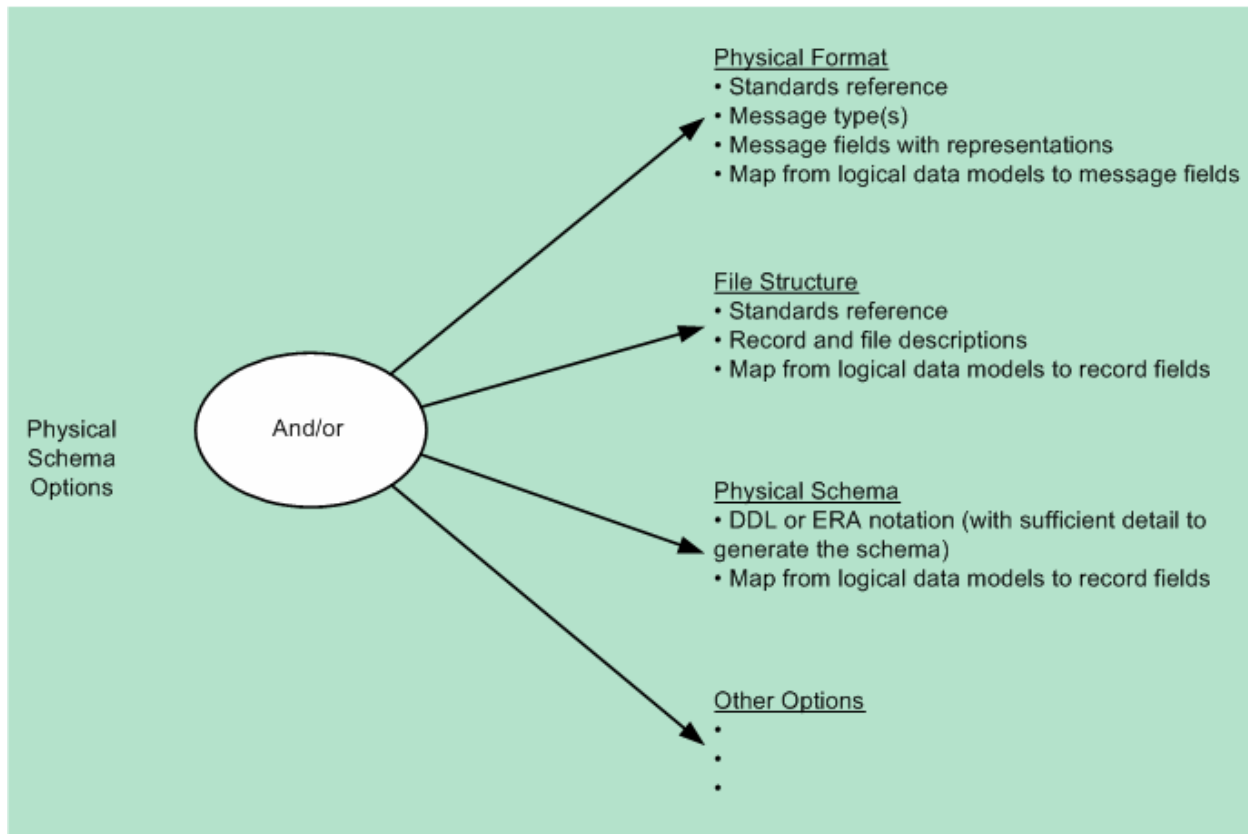 Physical
Schema
Options
And/or
Physical Format
• Standards reference
• Message type(s)
• Message fields with representations
• Map from logical data models to message fields
File Structure
• Standards reference
• Record and file descriptions
• Map from logical data models to record fields
Physical Schema
• DDL or ERA notation (with sufficient detail to
generate the schema)
• Map from logical data models to record fields
Other Options
•
•
•